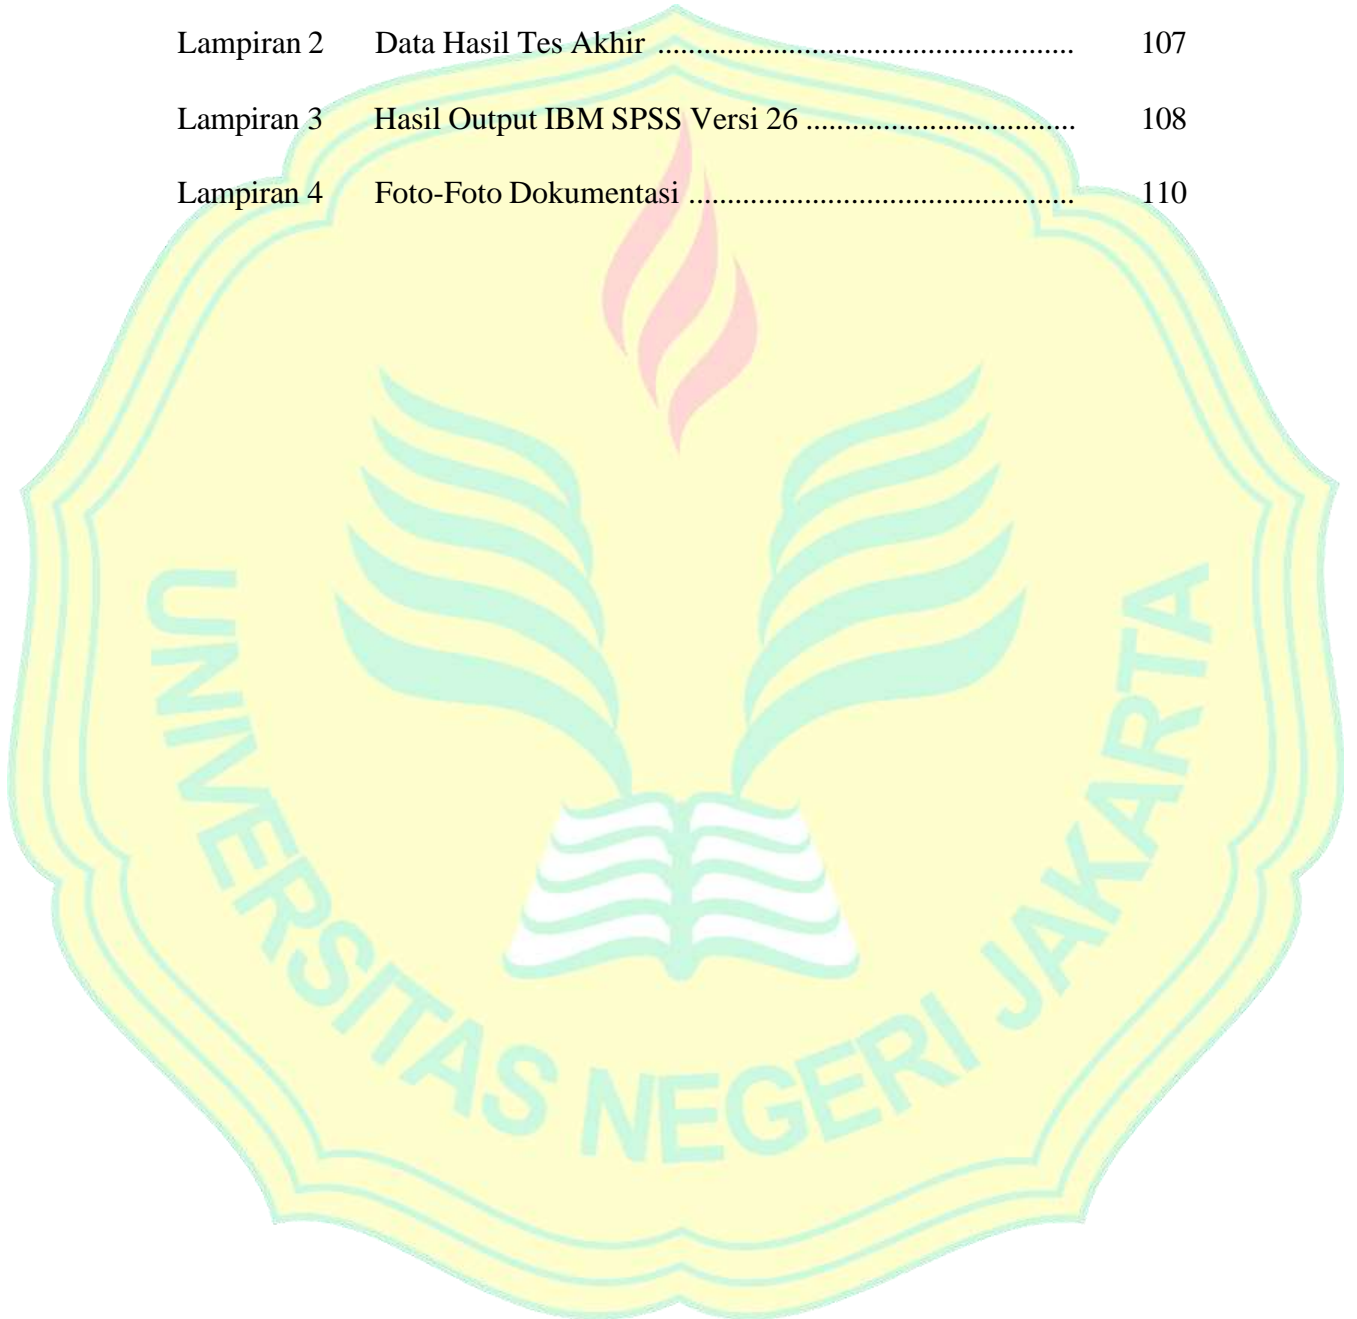 Lampiran 2 Data Hasil Tes Akhir ...................................................... 107
Lampiran 3 Hasil Output IBM SPSS Versi 26 ................................... 108
Lampiran 4 Foto-Foto Dokumentasi .................................................. 110
UNIVERSITAS NEGERI JAKARTA